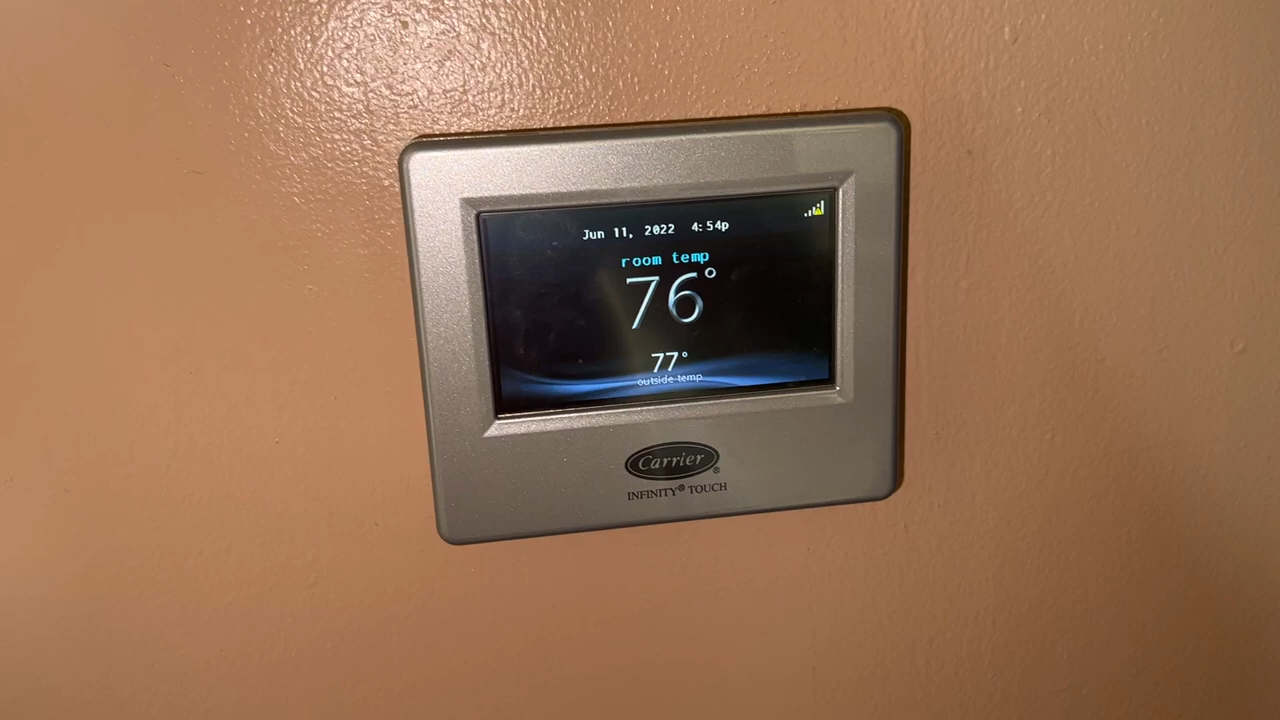 Jun 11, 2022 4:54p
room temp
76°
77°
outside temp
Carrier®
INFINITY® TOUCH